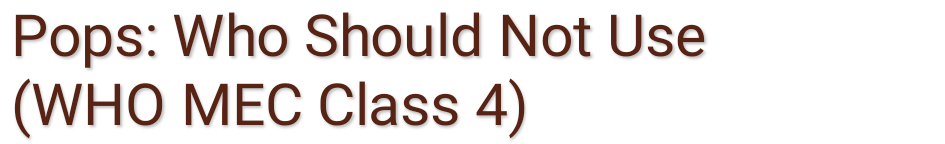 Pops: Who Should Not Use
(WHO MEC Class 4)